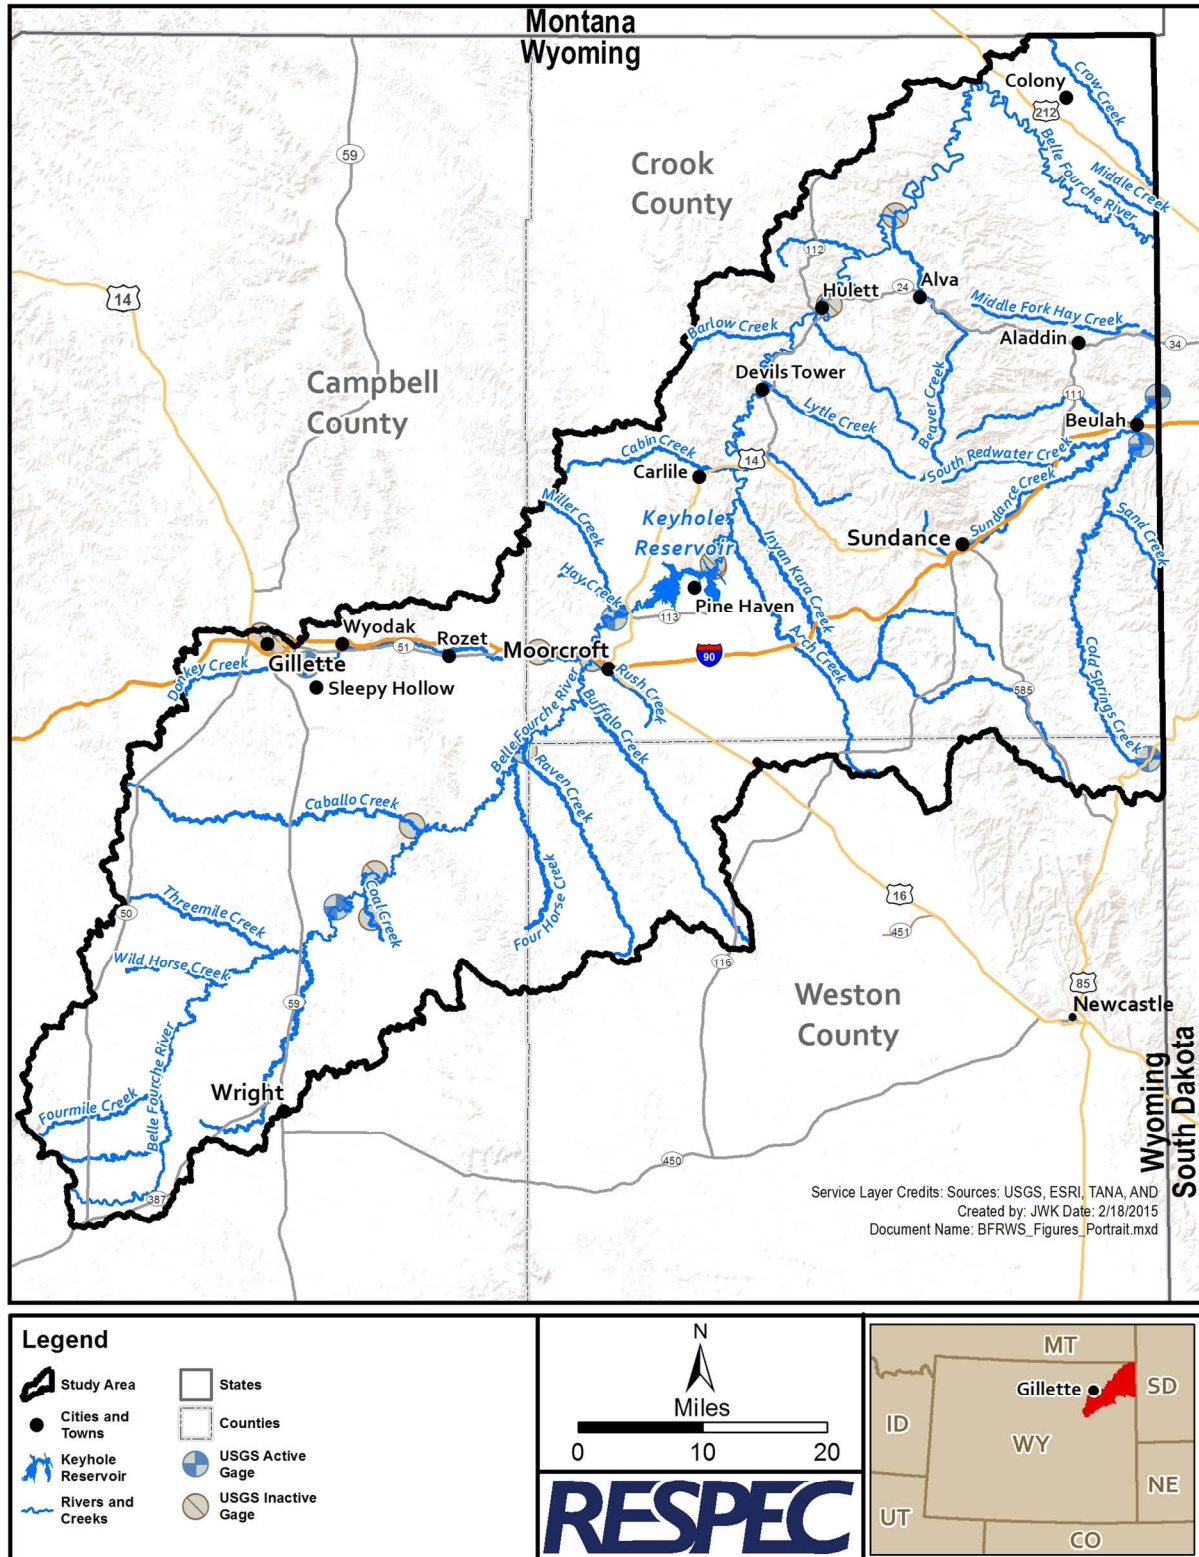 Montana
Wyoming
Colony
Crow Creek
212
59
Belle Fourche River
Middle Creek
Crook
County
112
14
Hulett
24
Alva
Middle Fork Hay Creek
Barlow Creek
Aladdin
34
Devils Tower
Campbell
County
Beaver Creek
111
Lytle Creek
Beulah
Cabin Creek
14
South Redwater Creek
Carlile
Sundance Creek
Miller Creek
Keyhole
Reservoir
Sand Creek
Sundance
Inyan Kara Creek
Hay Creek
Pine Haven
113
Wyodak
Rozet
51
Moorcroft
Arch Creek
90
Gillette
Donkey Creek
Sleepy Hollow
Rush Creek
585
Cold Springs Creek
Belle Fourche River
Buffalo Creek
Raven Creek
Caballo Creek
Coal Creek
Four Horse Creek
16
50
Threemile Creek
451
Wild Horse Creek
116
85
Weston
County
59
Newcastle
Belle Fourche River
Wright
Fourmile Creek
Wyoming
South Dakota
450
387
Service Layer Credits: Sources: USGS, ESRI, TANA, AND
Created by: JWK Date: 2/18/2015
Document Name: BFRWS_Figures_Portrait.mxd
Legend
Study Area
Cities and
Towns
Keyhole
Reservoir
Rivers and
Creeks
States
Counties
USGS Active
Gage
USGS Inactive
Gage
N
Miles
0 10 20
RESPEC
MT
Gillette
SD
ID
WY
NE
UT
CO